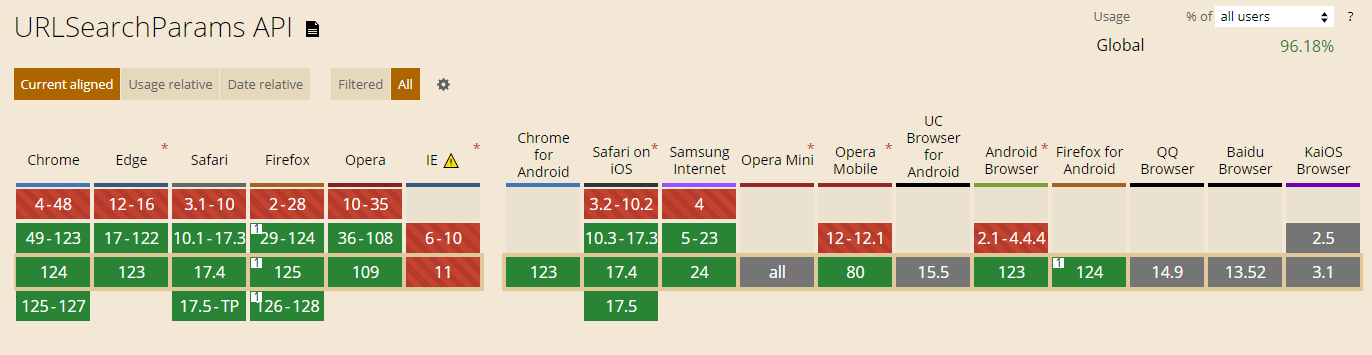 URLSearchParams API
Usage % of all users ?
Global 96.18%
Current aligned Usage relative Date relative Filtered All
Chrome Edge * Safari Firefox Opera IE * Chrome for Android Safari on iOS * Samsung Internet Opera Mini * Opera Mobile * UC Browser for Android Android Browser * Firefox for Android QQ Browser Baidu Browser KaiOS Browser
4-48 12-16 3.1-10 2-28 10-35 3.2-10.2 4
49-123 17-122 10.1-17.3 1 29-124 36-108 6-10 10.3-17.3 5-23 12-12.1 2.1-4.4.4 2.5
124 123 17.4 1 125 109 11 123 17.4 24 all 80 15.5 123 1 124 14.9 13.52 3.1
125-127 17.5-TP 1 126-128 17.5